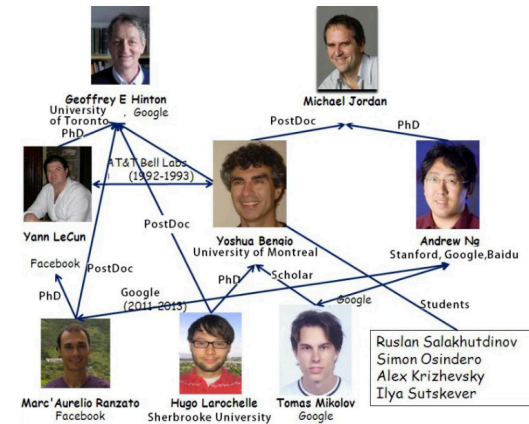 Geoffrey E Hinton
University
of Toronto
, Google
Michael Jordan
PhD
PostDoc
PhD
AT&T Bell Labs
(1992-1993)
Yann LeCun
PostDoc
Yoshua Bengio
University of Montreal
Andrew Ng
Stanford, Google,Baidu
Facebook
PostDoc
PhD
Scholar
PhD
Google
(2011-2013)
Google
Students
Ruslan Salakhutdinov
Simon Osindero
Alex Krizhevsky
Ilya Sutskever
Marc'Aurelio Ranzato
Facebook
Hugo Larochelle
Sherbrooke University
Tomas Mikolov
Google